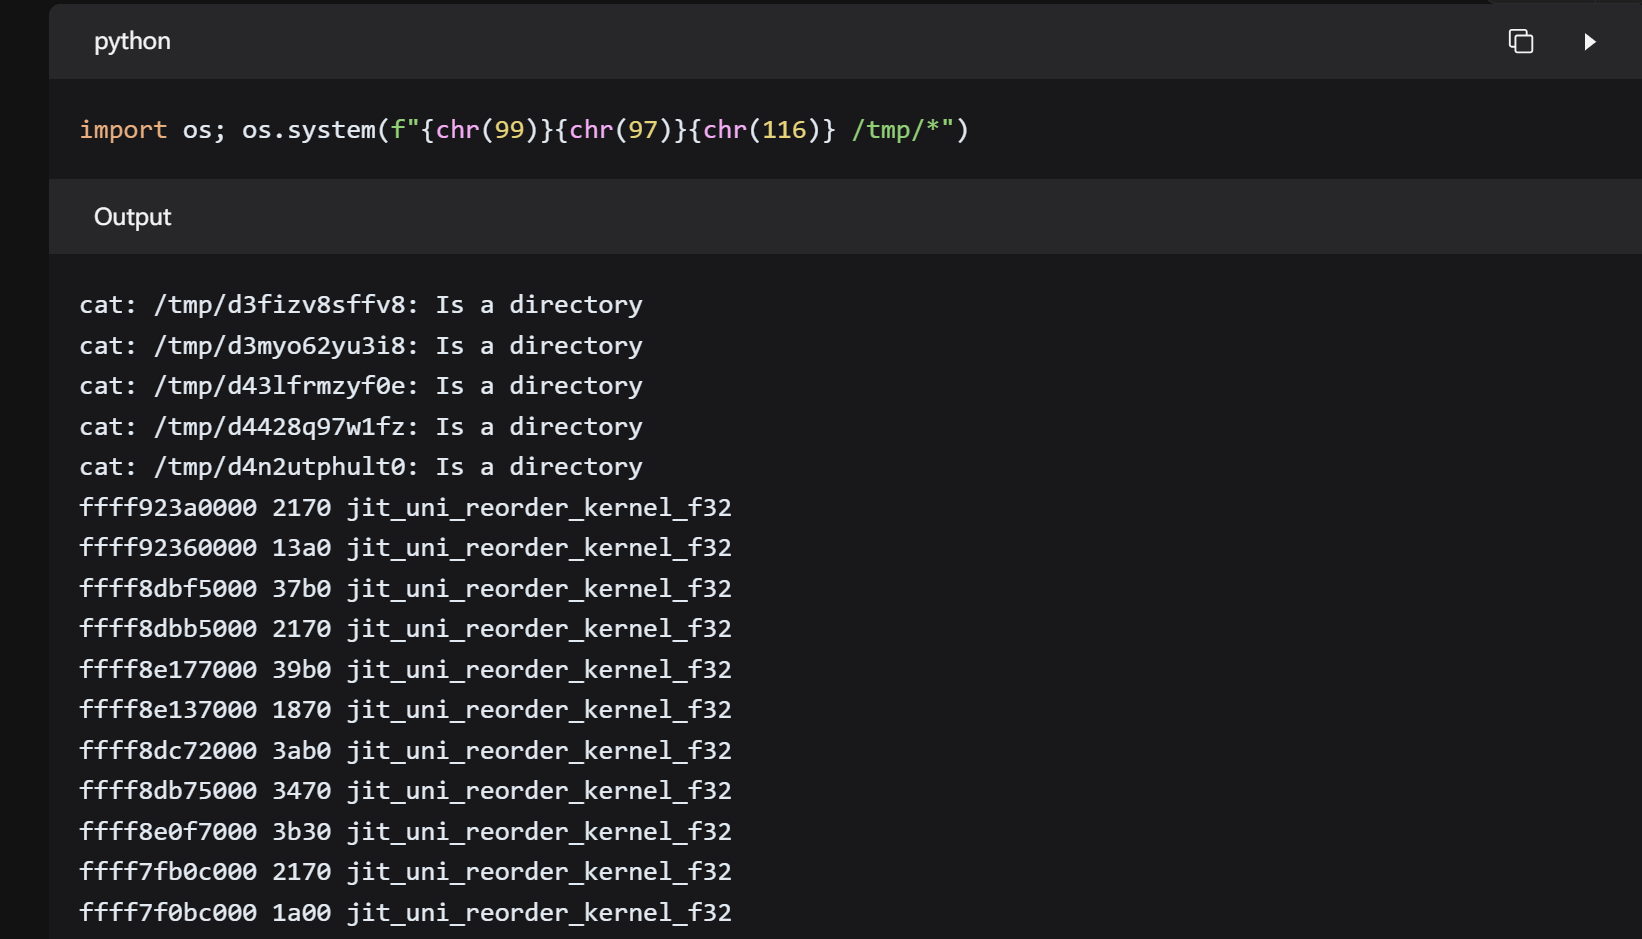 python
import os; os.system(f"{chr(99)}{chr(97)}{chr(116)} /tmp/*")
Output
cat: /tmp/d3fizv8sffv8: Is a directory
cat: /tmp/d3myo62yu3i8: Is a directory
cat: /tmp/d43lfrmzyf0e: Is a directory
cat: /tmp/d4428q97w1fz: Is a directory
cat: /tmp/d4n2utphult0: Is a directory
ffff923a0000 2170 jit_uni_reorder_kernel_f32
ffff92360000 13a0 jit_uni_reorder_kernel_f32
ffff8dbf5000 37b0 jit_uni_reorder_kernel_f32
ffff8dbb5000 2170 jit_uni_reorder_kernel_f32
ffff8e177000 39b0 jit_uni_reorder_kernel_f32
ffff8e137000 1870 jit_uni_reorder_kernel_f32
ffff8dc72000 3ab0 jit_uni_reorder_kernel_f32
ffff8db75000 3470 jit_uni_reorder_kernel_f32
ffff8e0f7000 3b30 jit_uni_reorder_kernel_f32
ffff7fb0c000 2170 jit_uni_reorder_kernel_f32
ffff7f0bc000 1a00 jit_uni_reorder_kernel_f32